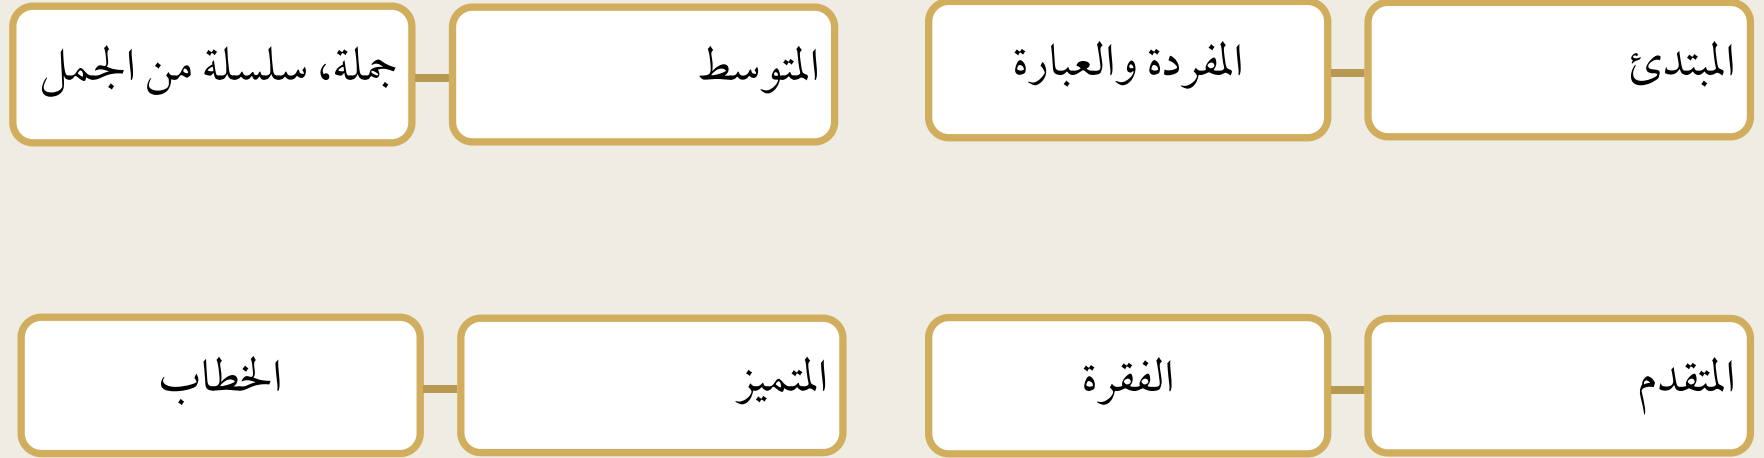 المبتدئ
المفردة والعبارة
المتوسط
جملة، سلسلة من الجمل
المتقدم
الفقرة
المتميز
الخطاب